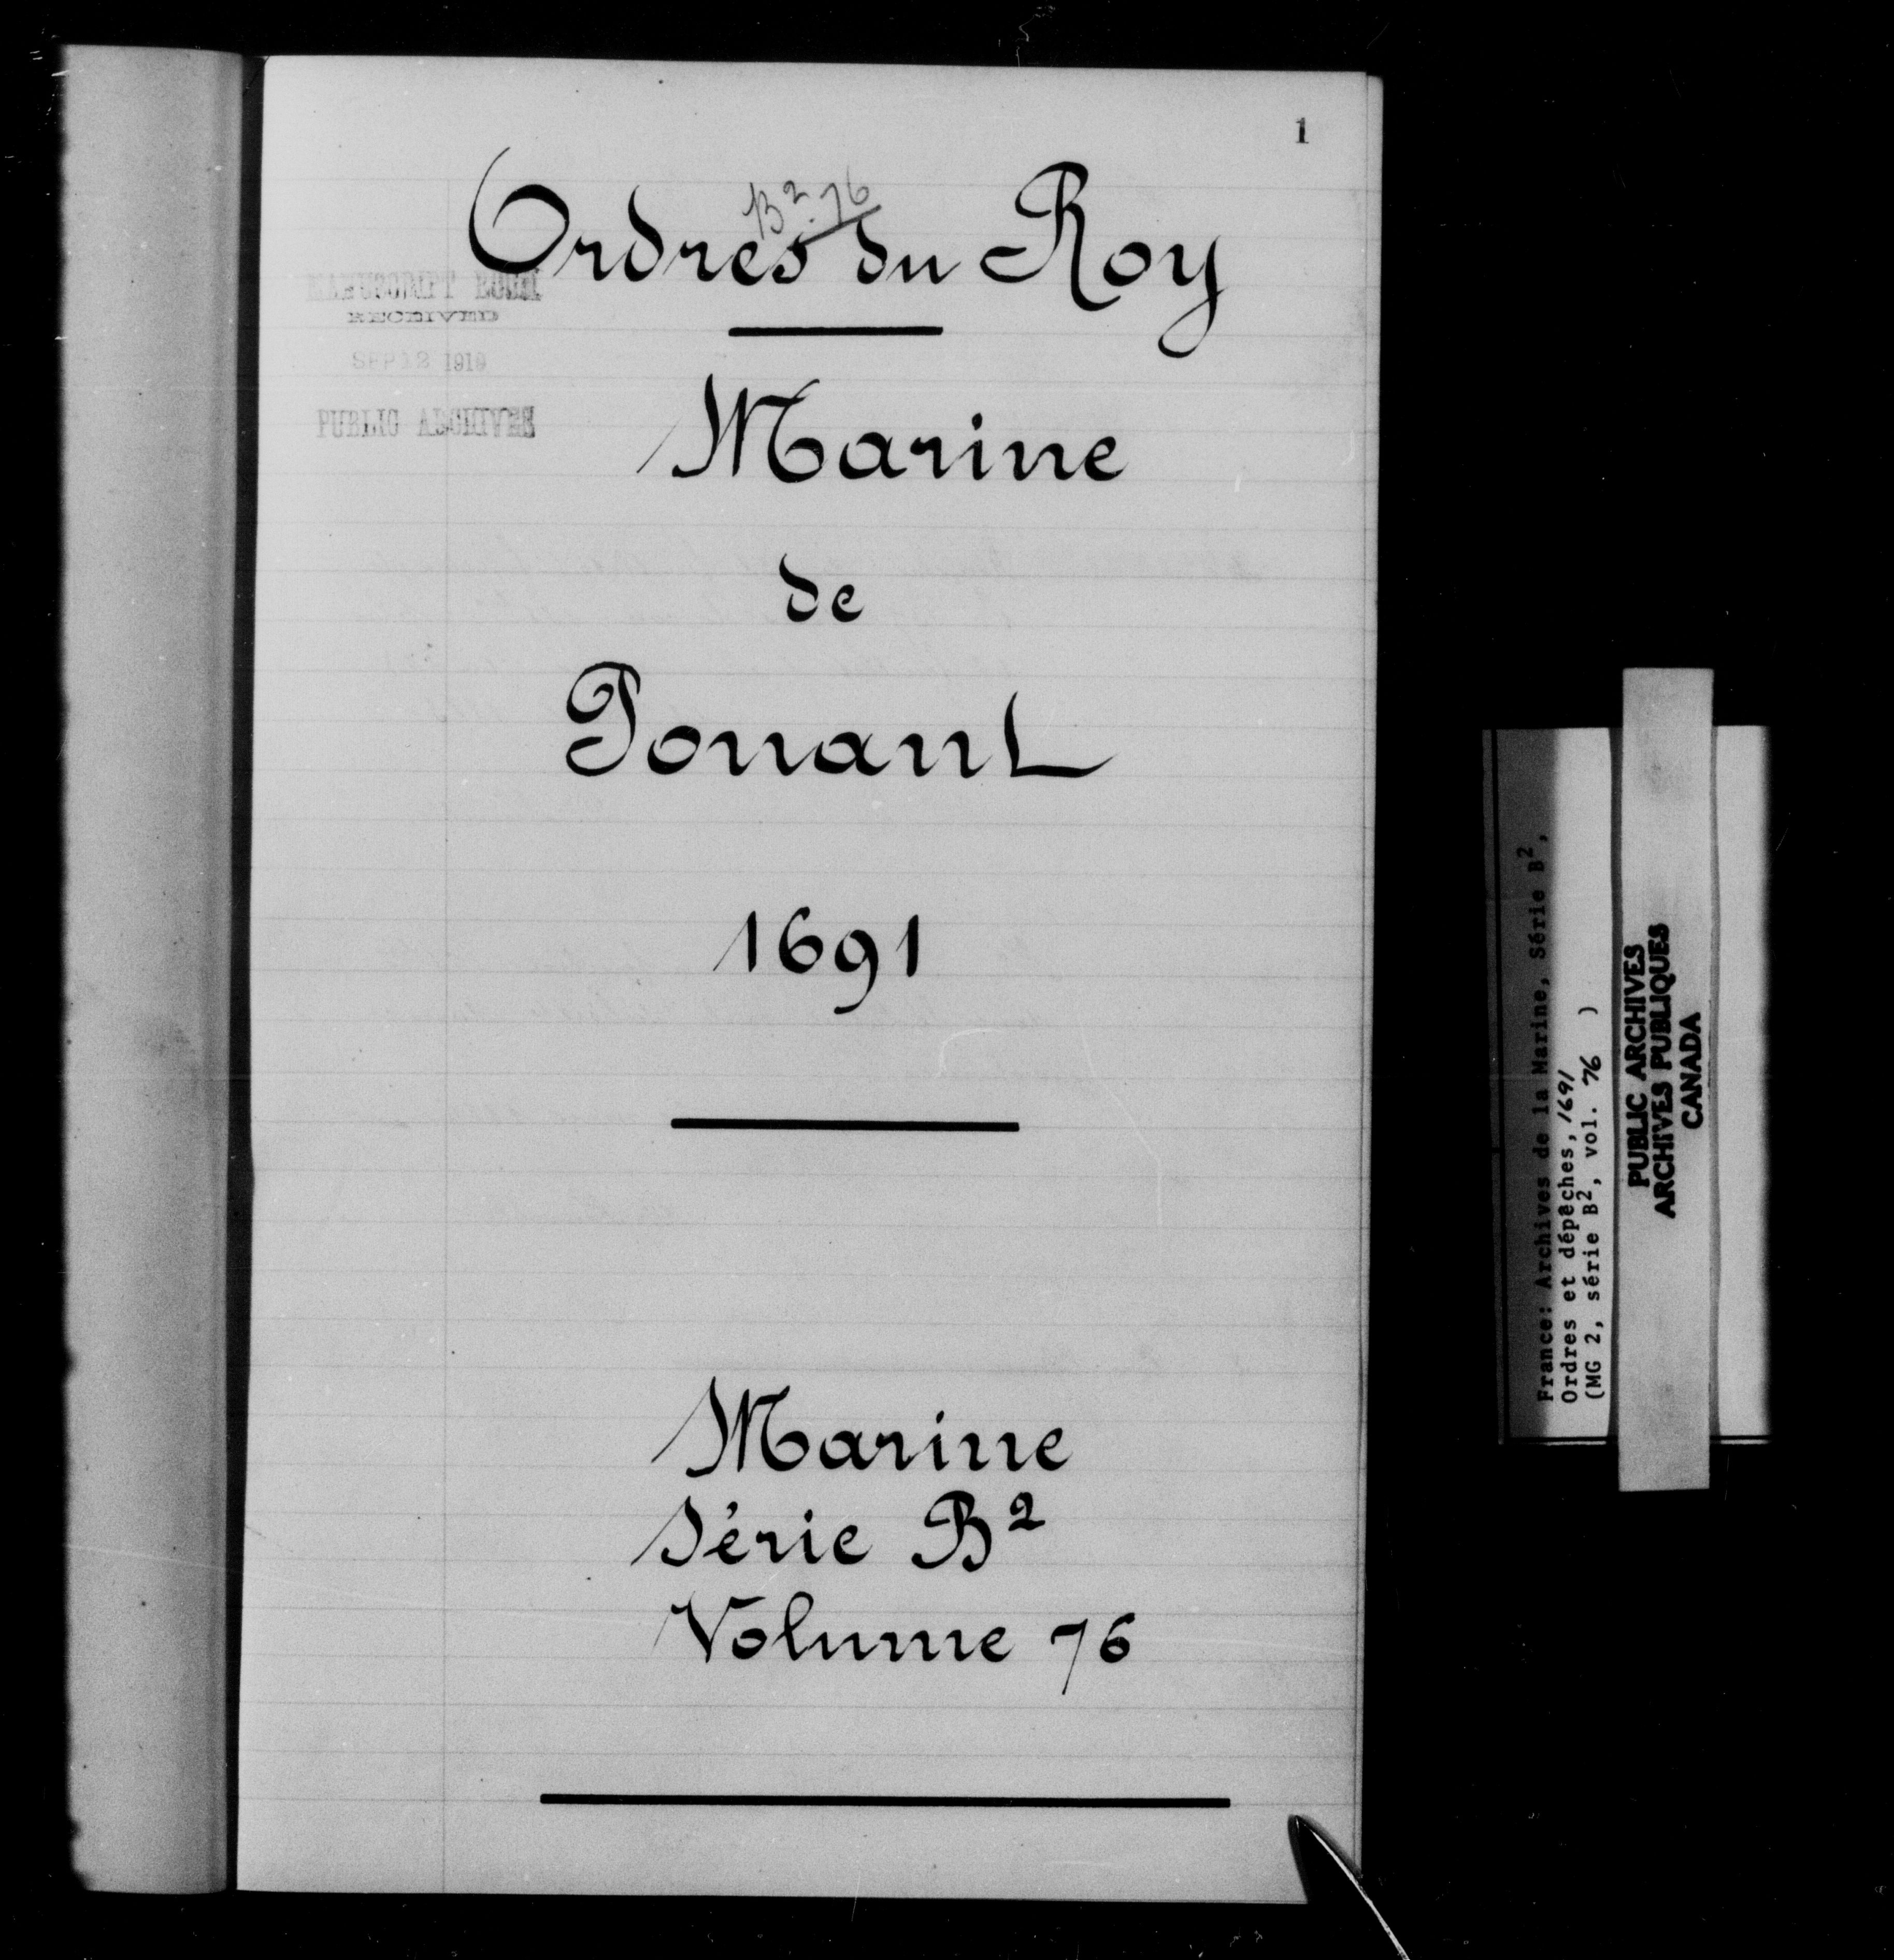 1
B2.76
Ordres du Roy
MANUSCRIPT ROOM
RECEIVED
SEP 12 1919
PUBLIC ARCHIVES
Marine
de
Ponant
1691
Marine
Série B2
Volume 76
France: Archives de la Marine, Série B2,
Ordres et dépêches, 1691
(MG 2, série B2, vol. 76 )
PUBLIC ARCHIVES
ARCHIVES PUBLIQUES
CANADA